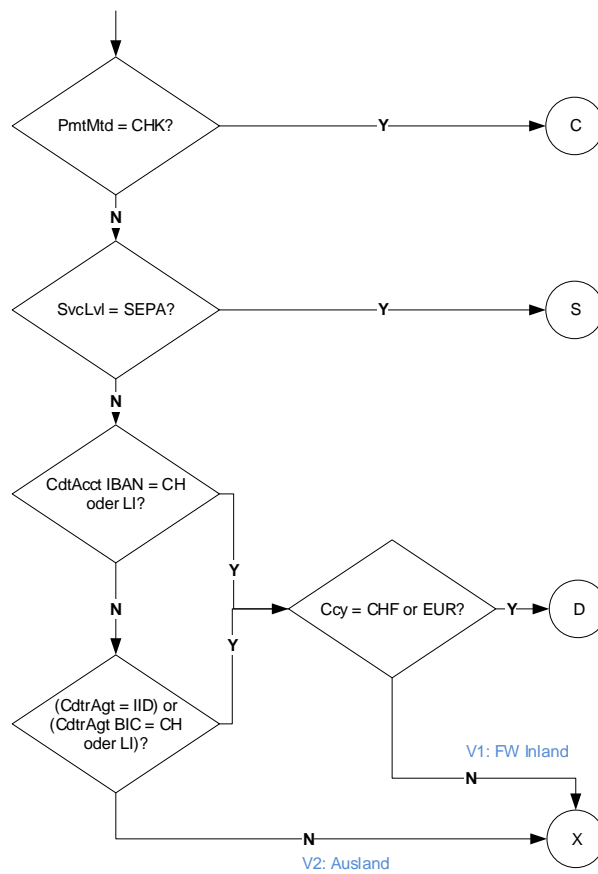 PmtMtd = CHK?
Y
C
N
SvcLvl = SEPA?
Y
S
N
CdtAcct IBAN = CH
oder LI?
Y
N
Ccy = CHF or EUR?
Y
D
Y
(CdtrAgt = IID) or
(CdtrAgt BIC = CH
oder LI)?
V1: FW Inland
N
N
X
V2: Ausland